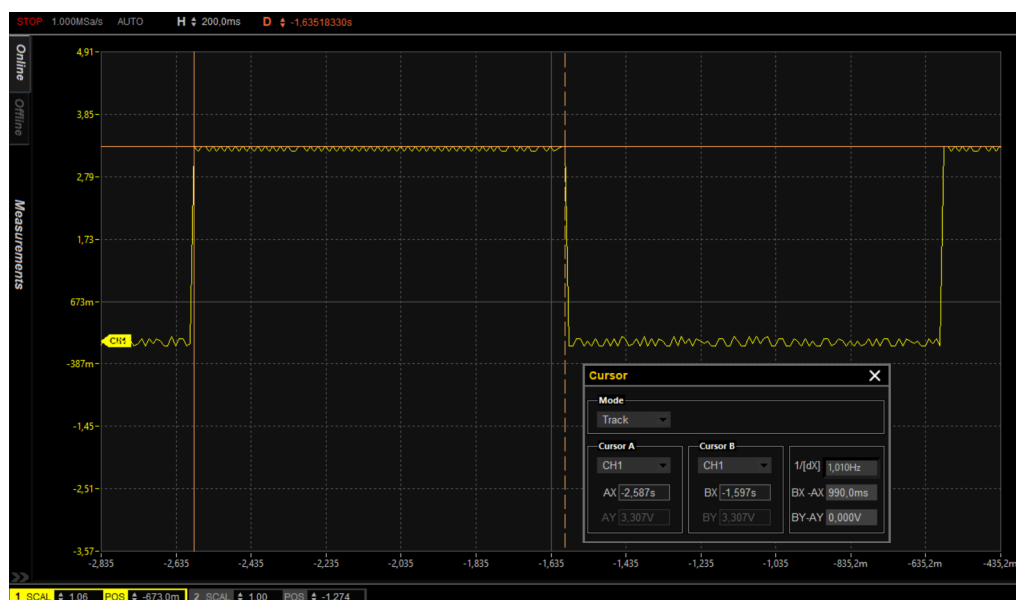 STOP 1.000MSa/s AUTO H 200,0ms D -1,63518330s
Online
Offline
Measurements
4,91
3,85
2,79
1,73
673m
CH1
-387m
-1,45
-2,51
-3,57
-2,835 -2,635 -2,435 -2,235 -2,035 -1,835 -1,635 -1,435 -1,235 -1,035 -835,2m -635,2m -435,2m
Cursor X
Mode
Track
Cursor A
CH1
AX -2,587s
AY 3,307V
Cursor B
CH1
BX -1,597s
BY 3,307V
1/[dX] 1,010Hz
BX -AX 990,0ms
BY-AY 0,000V
1 SCAL 1.06 POS -673.0m 2 SCAL 1.00 POS -1.274